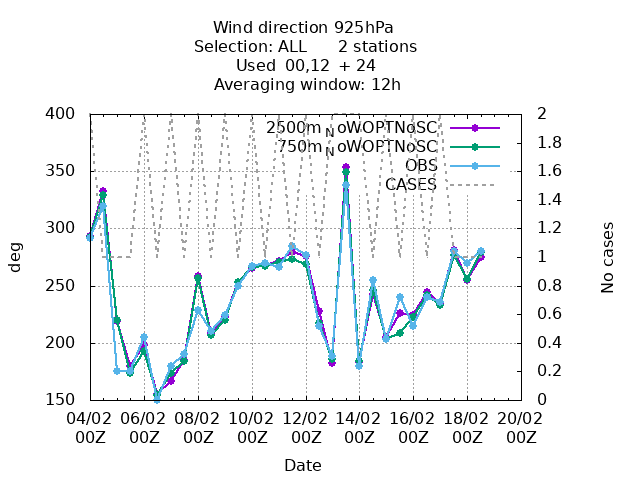 Wind direction 925hPa
Selection: ALL 2 stations
Used 00,12 + 24
Averaging window: 12h
400 2
2500m NoWOPTNoSC 1.8
750m NoWOPTNoSC
OBS
350 1.6
CASES
1.4
300 1.2
deg
250 1
No cases
0.8
0.6
200 0.4
0.2
150 0
04/02 06/02 08/02 10/02 12/02 14/02 16/02 18/02 20/02
00Z 00Z 00Z 00Z 00Z 00Z 00Z 00Z 00Z
Date